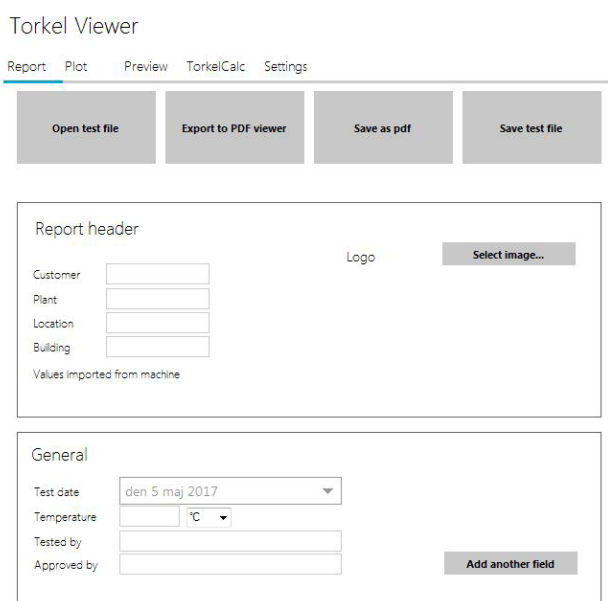 Torkel Viewer
Report Plot Preview TorkelCalc Settings
Open test file Export to PDF viewer Save as pdf Save test file
Report header
Logo Select image...
Customer
Plant
Location
Building
Values imported from machine
General
Test date den 5 maj 2017
Temperature °C
Tested by
Approved by Add another field